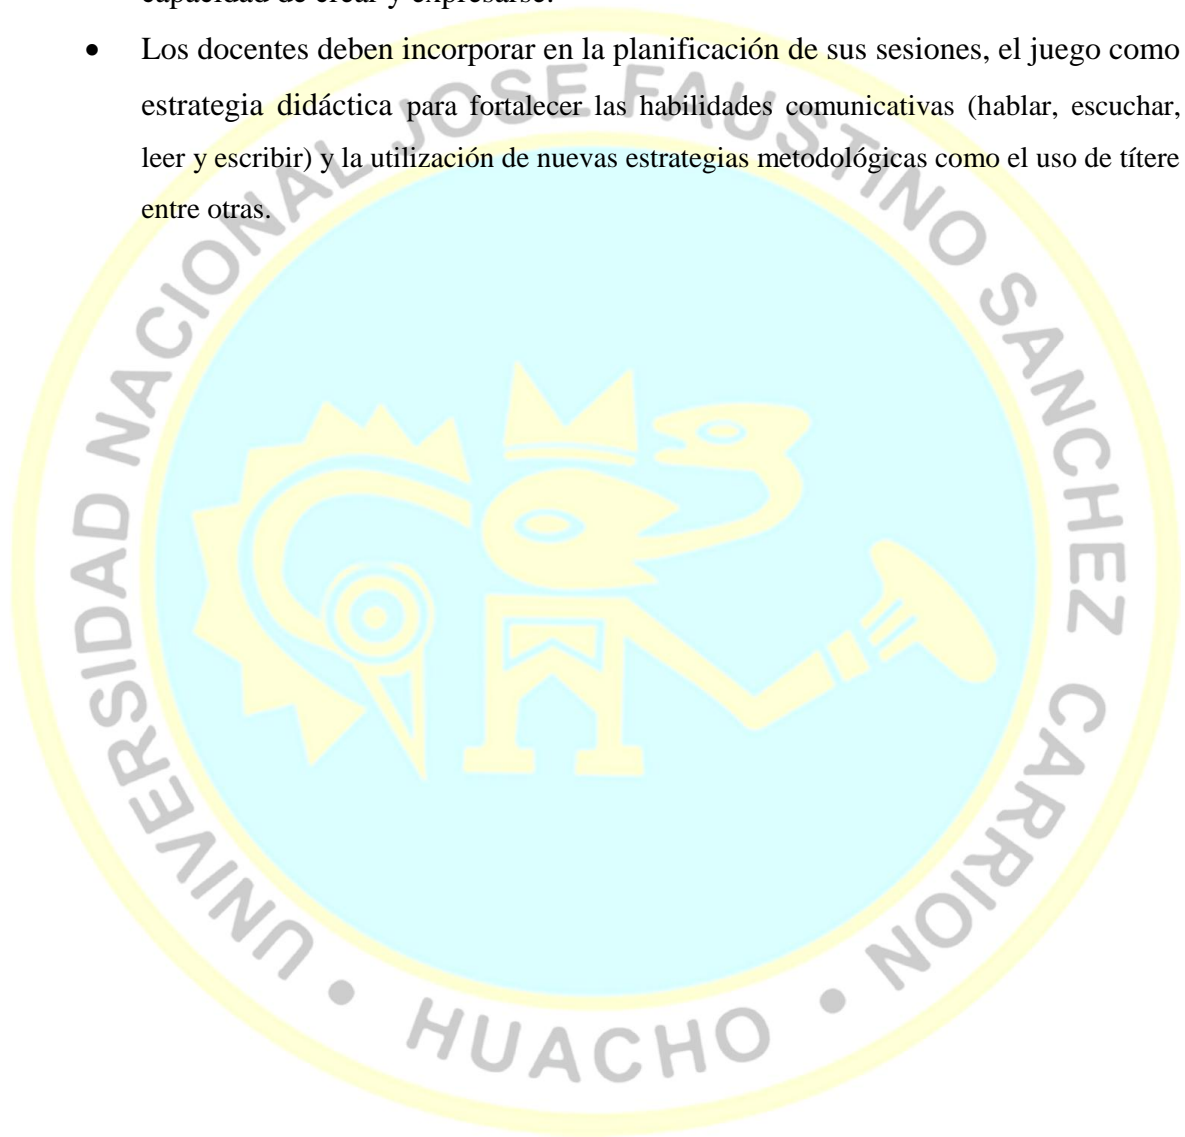 capacidad de crear y expresarse.
• Los docentes deben incorporar en la planificación de sus sesiones, el juego como
estrategia didáctica para fortalecer las habilidades comunicativas (hablar, escuchar,
leer y escribir) y la utilización de nuevas estrategias metodológicas como el uso de títere
entre otras.
UNIVERSIDAD NACIONAL JOSE FAUSTINO SANCHEZ CARRION • HUACHO •